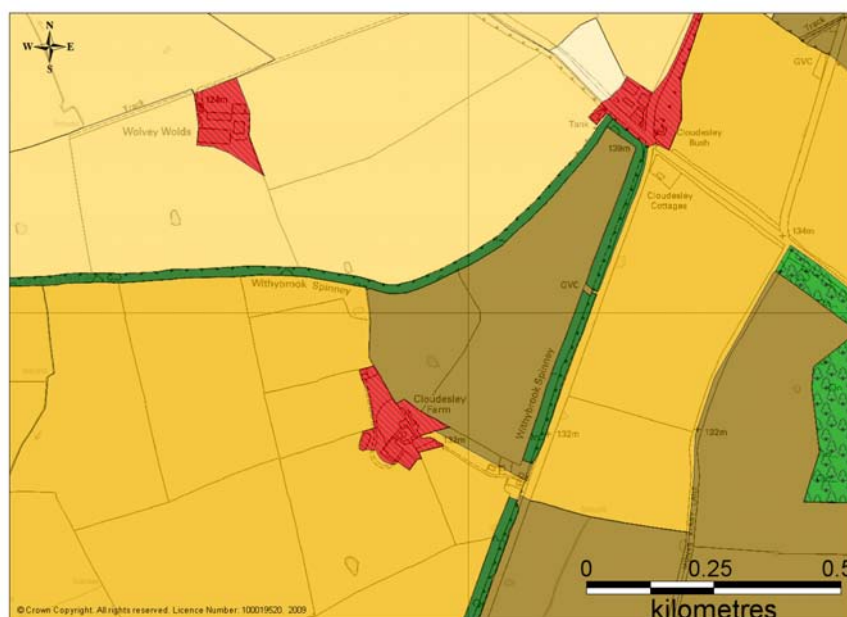 N
W E
S
Track
GVC
124m
Track
Wolvey Wolds
Tank
Cloudesley
Bush
139m
Cloudesley
Cottages
134m
Withybrook Spinney
GVC
Withybrook Spinney
Cloudesley
Farm
132m
132m
0 0.25 0.5
kilometres
© Crown Copyright. All rights reserved. Licence Number: 100019520. 2009